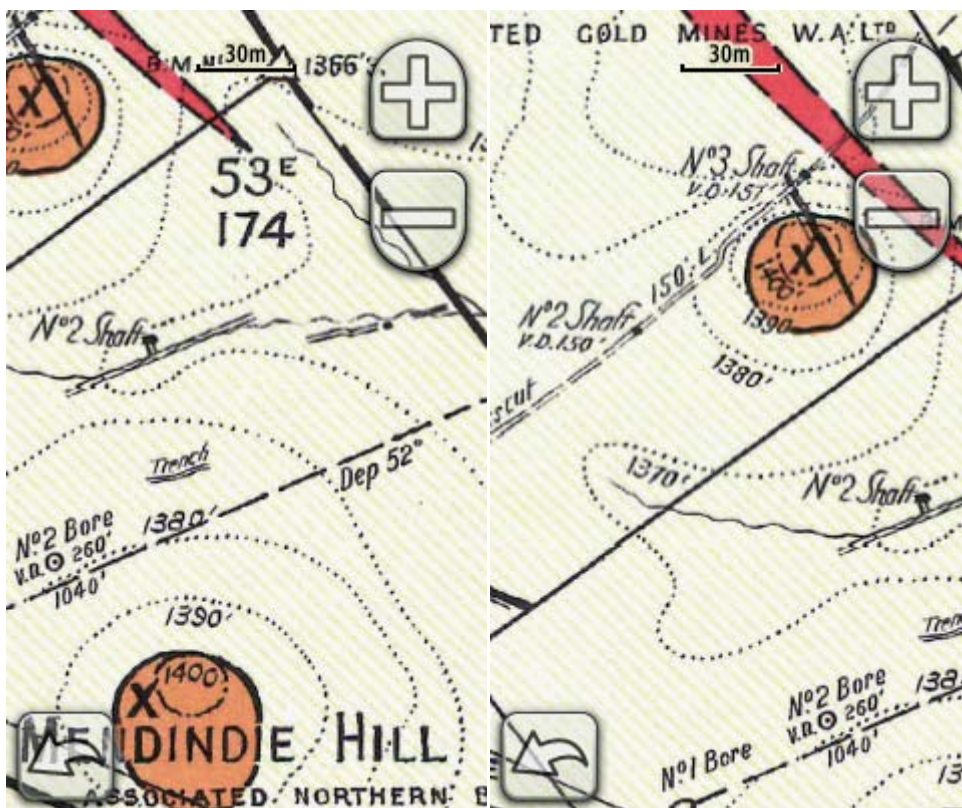 30m
1366'
X
53E
174
Nº2 Shaft
Trench
Dep 52°
Nº2 Bore
V.D. 260'
1380'
1040'
1390'
1400
X
DINDIE HILL
ASSOCIATED NORTHERN B
TED GOLD MINES W.A. LTD
30m
Nº3 Shaft
V.D. 157'
150' L
X
1400'
Nº2 Shaft
V.D. 150'
1390
1380'
scut
1370'
Nº2 Shaft
Nº2 Bore
V.D. 260'
1040'
Nº1 Bore